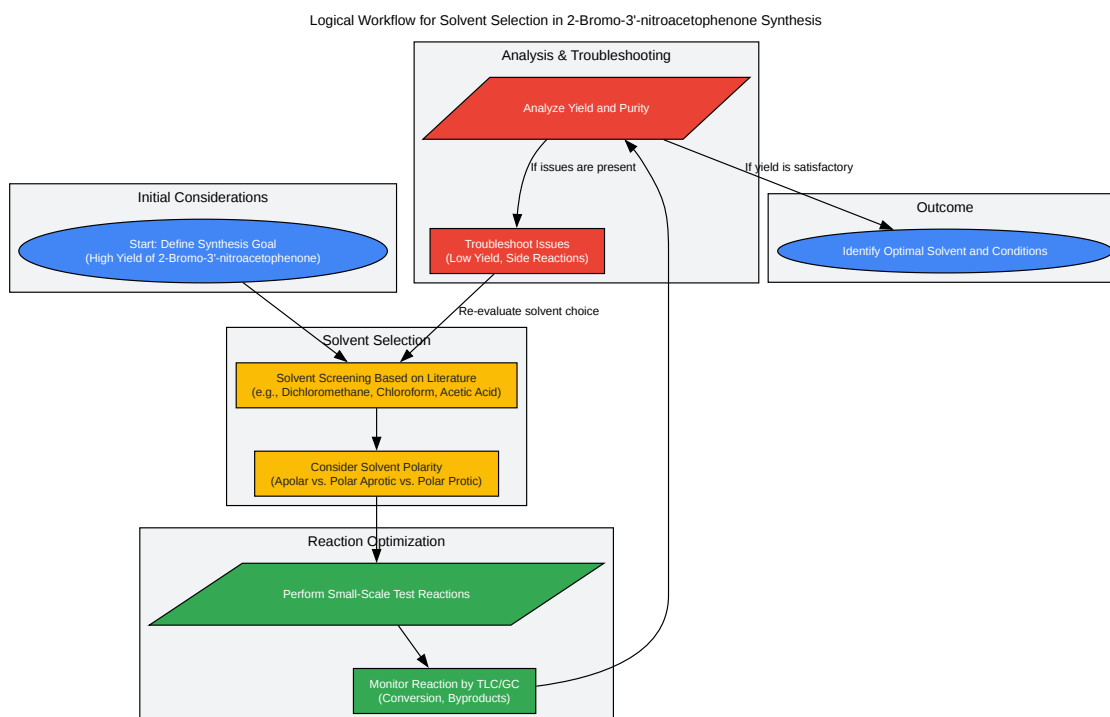 Logical Workflow for Solvent Selection in 2-Bromo-3'-nitroacetophenone Synthesis
Analysis & Troubleshooting
Analyze Yield and Purity
If issues are present
If yield is satisfactory
Initial Considerations
Start: Define Synthesis Goal
(High Yield of 2-Bromo-3'-nitroacetophenone)
Troubleshoot Issues
(Low Yield, Side Reactions)
Outcome
Identify Optimal Solvent and Conditions
Re-evaluate solvent choice
Solvent Selection
Solvent Screening Based on Literature
(e.g., Dichloromethane, Chloroform, Acetic Acid)
Consider Solvent Polarity
(Apolar vs. Polar Aprotic vs. Polar Protic)
Reaction Optimization
Perform Small-Scale Test Reactions
Monitor Reaction by TLC/GC
(Conversion, Byproducts)